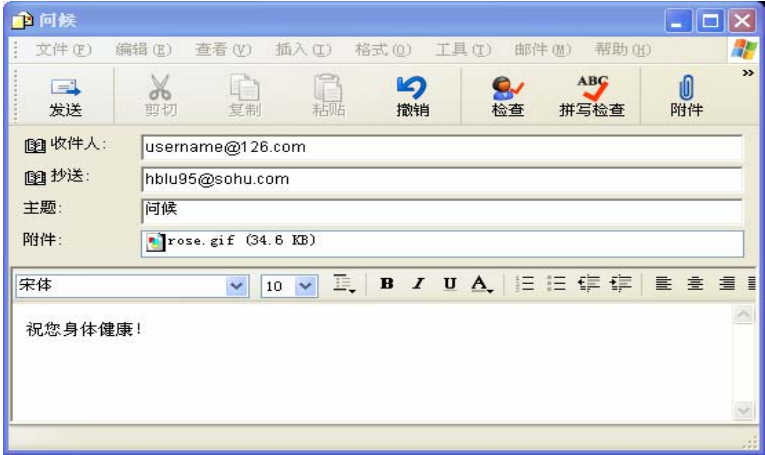 问候
文件(F) 编辑(E) 查看(V) 插入(I) 格式(O) 工具(T) 邮件(M) 帮助(H)
发送 剪切 复制 粘贴 撤销 检查 ABC 拼写检查 附件 »
收件人: username@126.com
抄送: hblu95@sohu.com
主题: 问候
附件: rose.gif (34.6 KB)
宋体 10 B I U A
祝您身体健康!